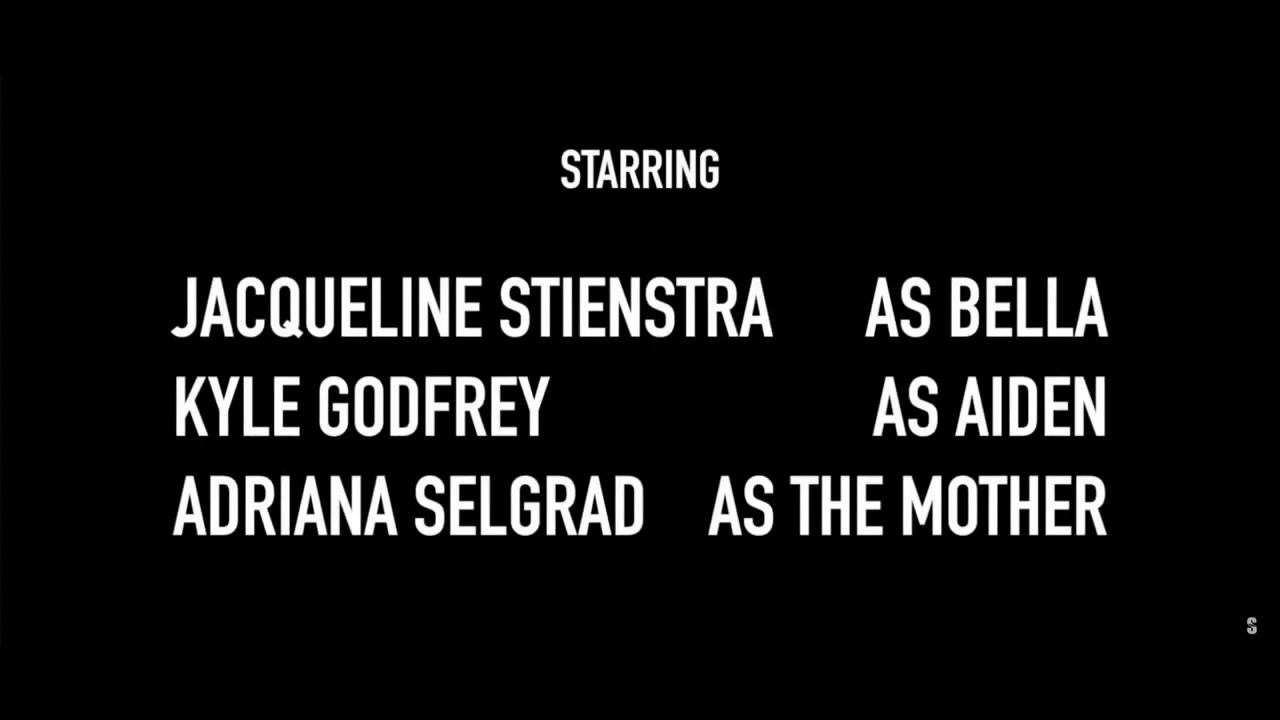 STARRING
JACQUELINE STIENSTRA AS BELLA
KYLE GODFREY AS AIDEN
ADRIANA SELGRAD AS THE MOTHER
S